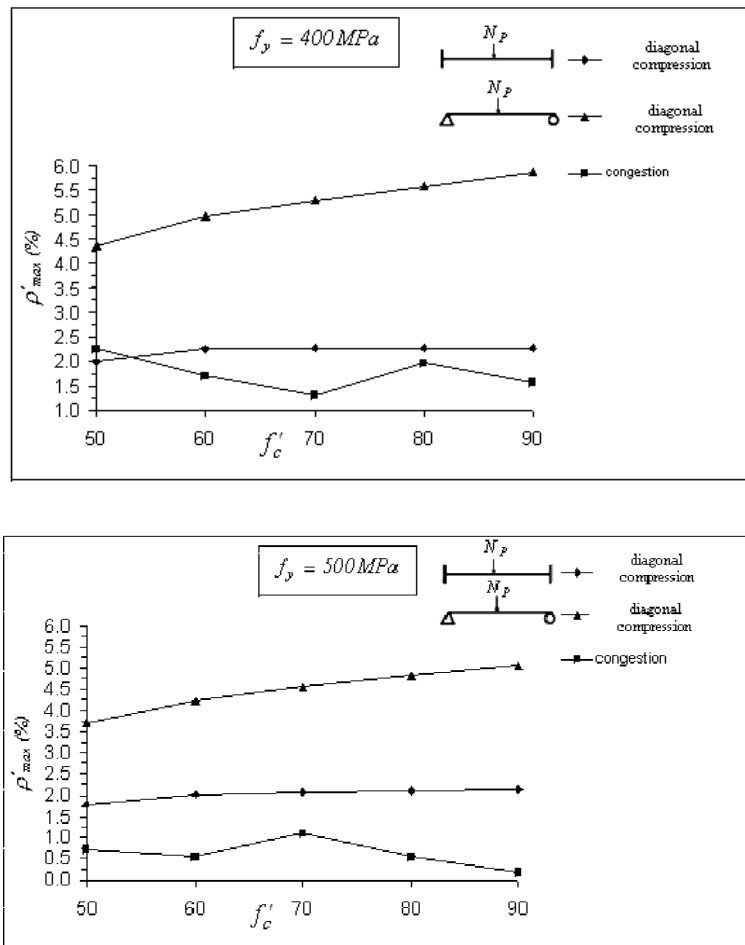 f_y = 400 MPa
N_P
diagonal
compression
N_P
diagonal
compression
congestion
ρ'_max (%)
6.0
5.5
5.0
4.5
4.0
3.5
3.0
2.5
2.0
1.5
1.0
50
60
70
80
90
f'_c
f_y = 500 MPa
N_P
diagonal
compression
N_P
diagonal
compression
congestion
ρ'_max (%)
6.0
5.5
5.0
4.5
4.0
3.5
3.0
2.5
2.0
1.5
1.0
0.5
0.0
50
60
70
80
90
f'_c